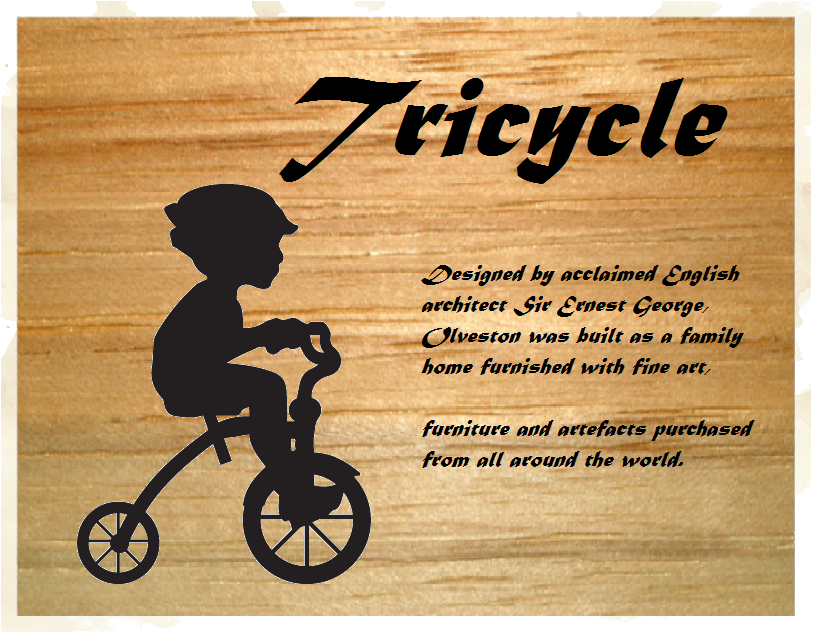 Tricycle
Designed by acclaimed English
architect Sir Ernest George,
Olveston was built as a family
home furnished with fine art,
furniture and artefacts purchased
from all around the world.